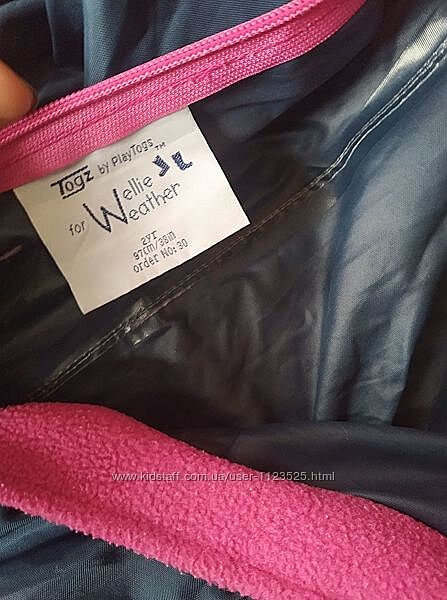 Togz by PlayTogs™
for Wellie Weather
2yr
97cm/38in
order NO: 30
www.kidstaff.com.ua/user-1123525.html